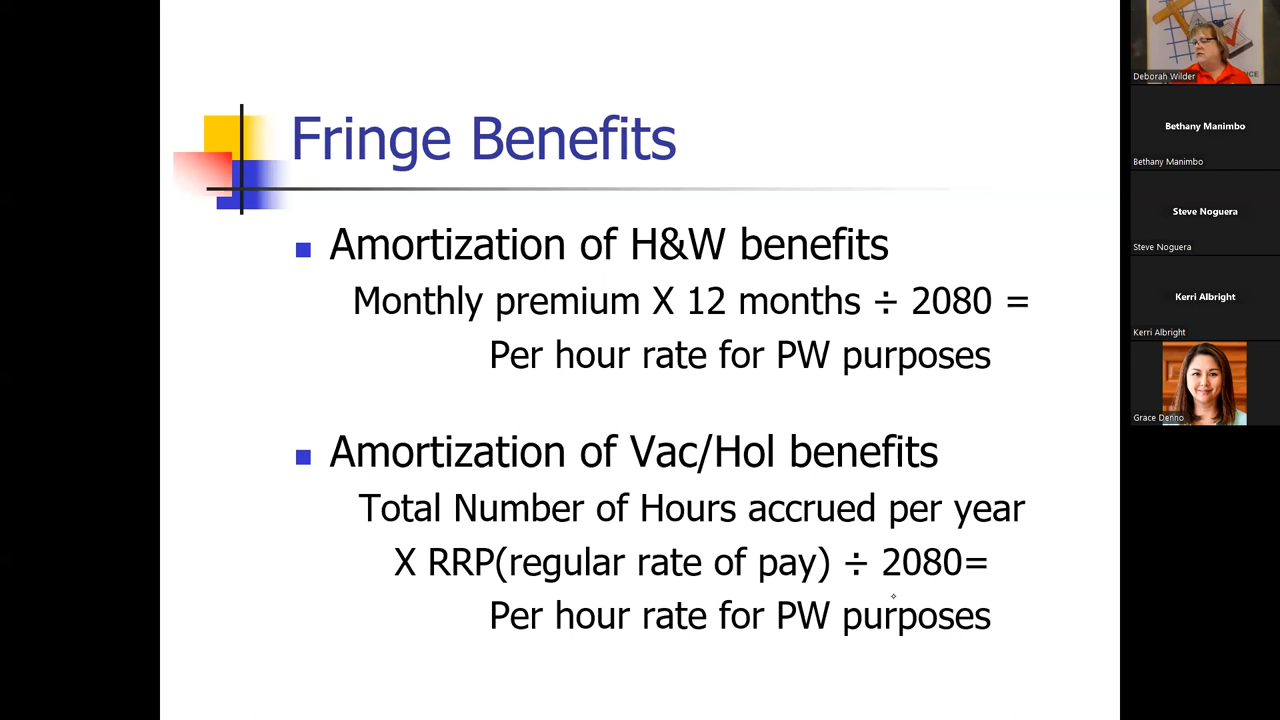 Fringe Benefits
Amortization of H&W benefits
Monthly premium X 12 months ÷ 2080 =
Per hour rate for PW purposes
Amortization of Vac/Hol benefits
Total Number of Hours accrued per year
X RRP(regular rate of pay) ÷ 2080=
Per hour rate for PW purposes
Deborah Wilder
Bethany Manimbo
Bethany Manimbo
Steve Noguera
Steve Noguera
Kerri Albright
Kerri Albright
Grace Denno